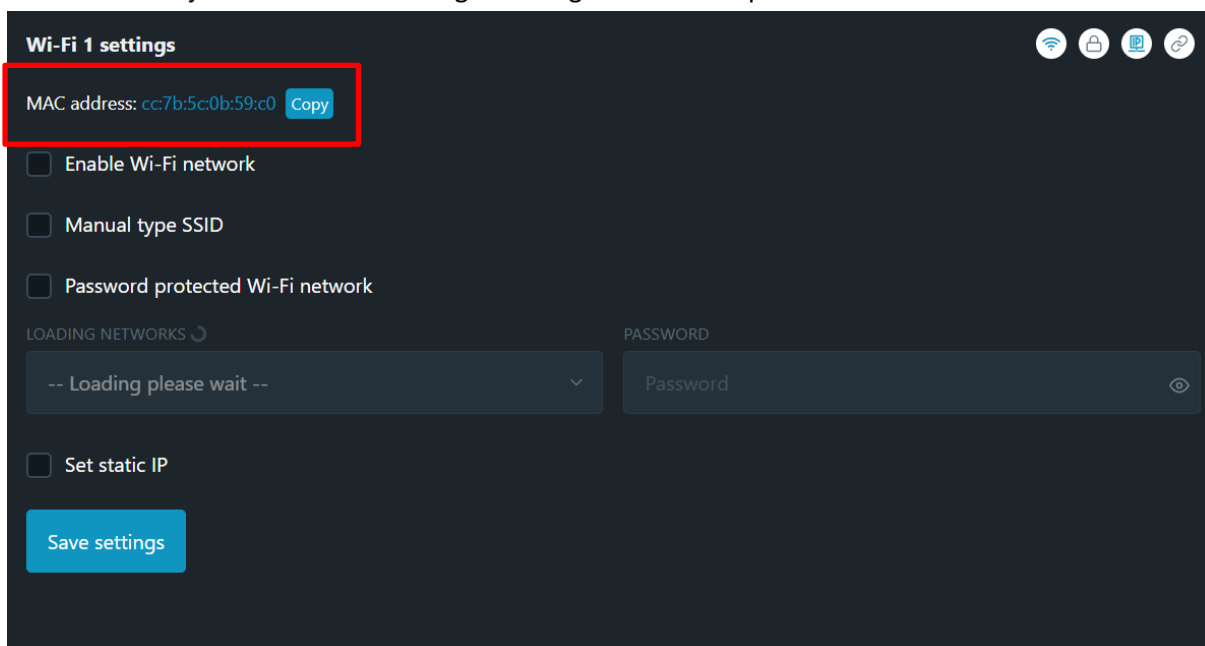 Wi-Fi 1 settings
MAC address: cc:7b:5c:0b:59:c0 Copy
Enable Wi-Fi network
Manual type SSID
Password protected Wi-Fi network
LOADING NETWORKS PASSWORD
-- Loading please wait -- Password
Set static IP
Save settings